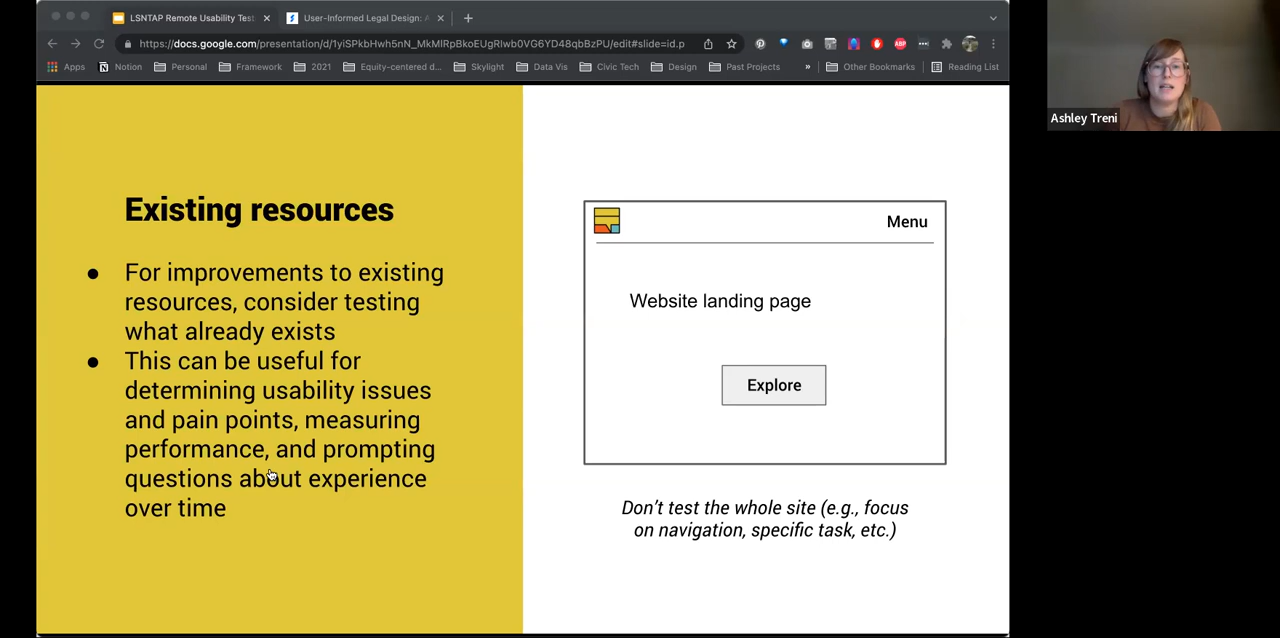 LSNTAP Remote Usability Test
User-Informed Legal Design: A
https://docs.google.com/presentation/d/1yiSPkbHwh5nN_MkMIRpBkoEUgRIwb0VG6YD48qbBzPU/edit#slide=id.p
Apps
Notion
Personal
Framework
2021
Equity-centered d...
Skylight
Data Vis
Civic Tech
Design
Past Projects
»
Other Bookmarks
Reading List
Ashley Treni
Existing resources
● For improvements to existing
resources, consider testing
what already exists
● This can be useful for
determining usability issues
and pain points, measuring
performance, and prompting
questions about experience
over time
Menu
Website landing page
Explore
Don’t test the whole site (e.g., focus
on navigation, specific task, etc.)